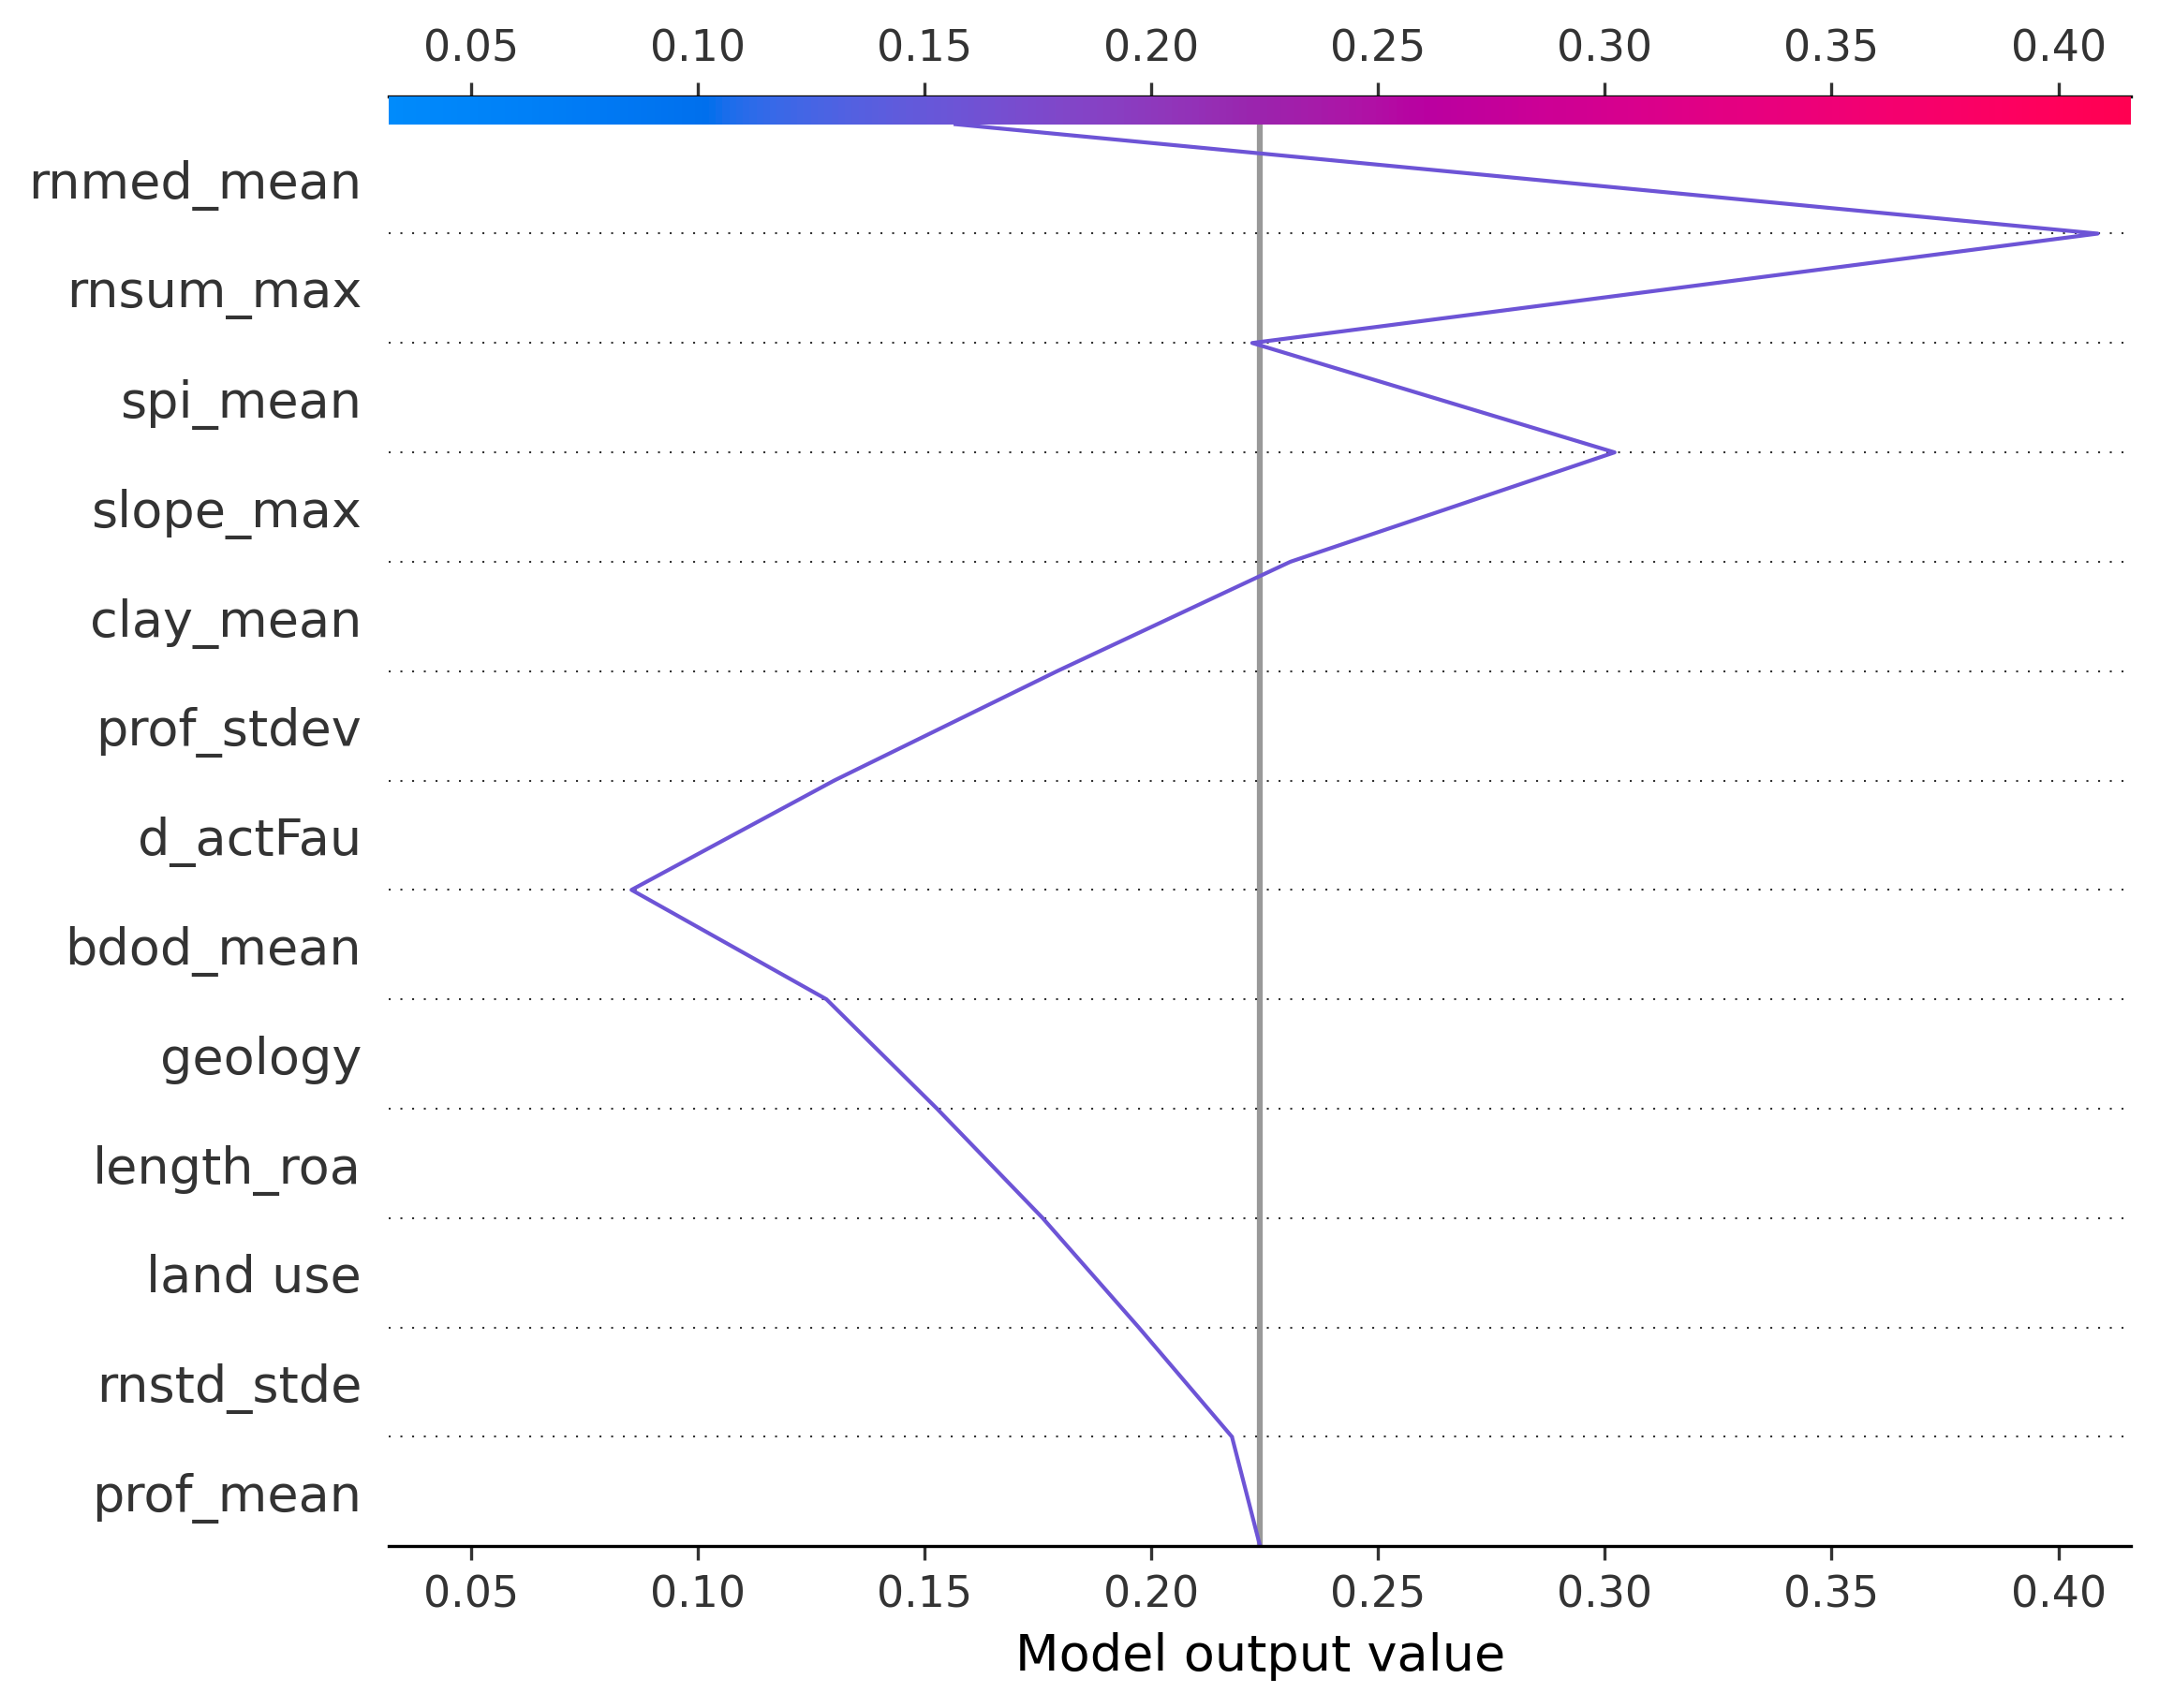 0.05 0.10 0.15 0.20 0.25 0.30 0.35 0.40
rnmed_mean
rnsum_max
spi_mean
slope_max
clay_mean
prof_stdev
d_actFau
bdod_mean
geology
length_roa
land use
rnstd_stde
prof_mean
0.05 0.10 0.15 0.20 0.25 0.30 0.35 0.40
Model output value